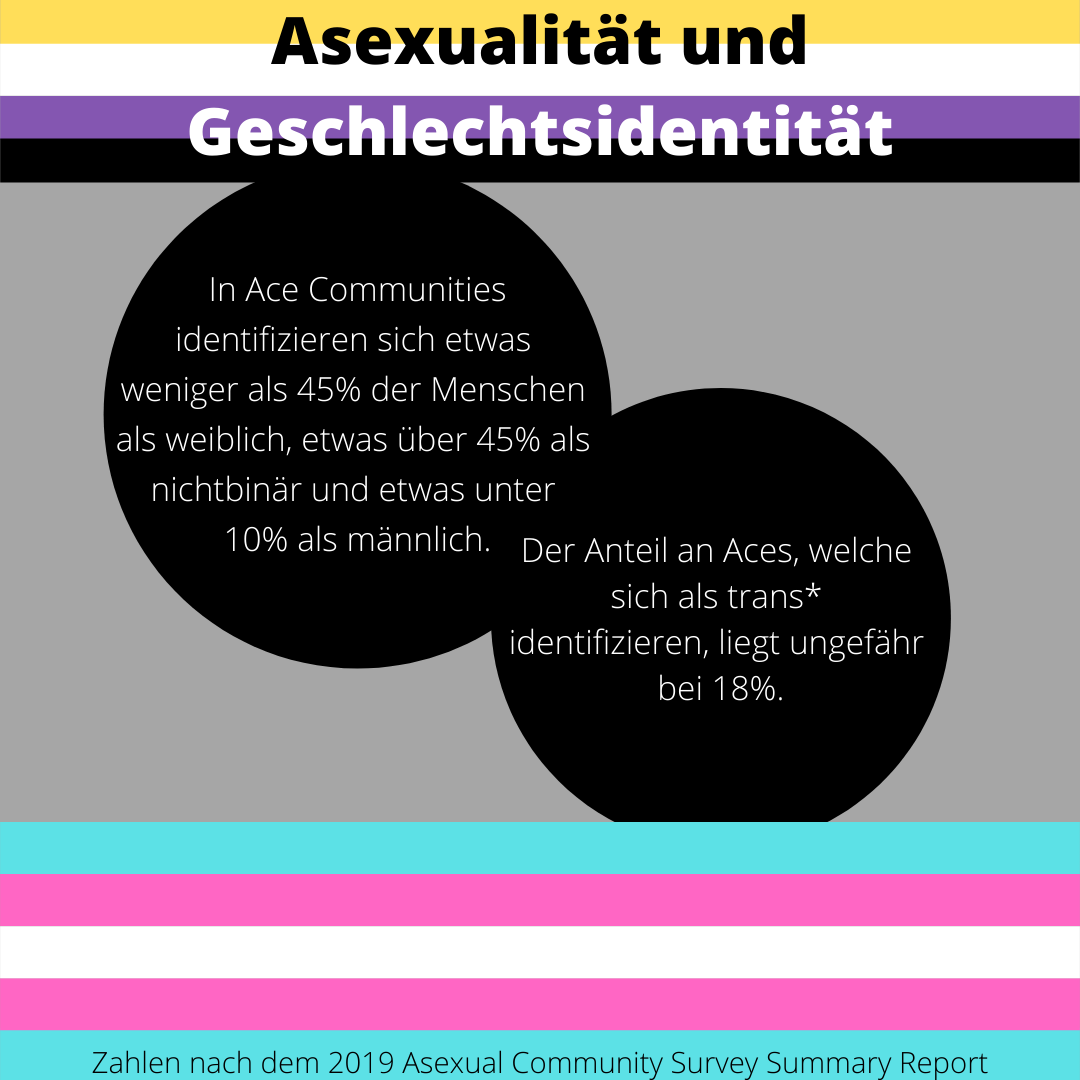 Asexualität und
Geschlechtsidentität
In Ace Communities
identifizieren sich etwas
weniger als 45% der Menschen
als weiblich, etwas über 45% als
nichtbinär und etwas unter
10% als männlich.
Der Anteil an Aces, welche
sich als trans*
identifizieren, liegt ungefähr
bei 18%.
Zahlen nach dem 2019 Asexual Community Survey Summary Report